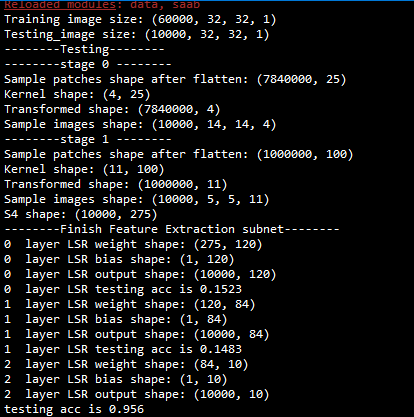 Reloaded modules: data, saab
Training image size: (60000, 32, 32, 1)
Testing_image size: (10000, 32, 32, 1)
--------Testing--------
--------stage 0 --------
Sample patches shape after flatten: (7840000, 25)
Kernel shape: (4, 25)
Transformed shape: (7840000, 4)
Sample images shape: (10000, 14, 14, 4)
--------stage 1 --------
Sample patches shape after flatten: (1000000, 100)
Kernel shape: (11, 100)
Transformed shape: (1000000, 11)
Sample images shape: (10000, 5, 5, 11)
S4 shape: (10000, 275)
--------Finish Feature Extraction subnet--------
0  layer LSR weight shape: (275, 120)
0  layer LSR bias shape: (1, 120)
0  layer LSR output shape: (10000, 120)
0  layer LSR testing acc is 0.1523
1  layer LSR weight shape: (120, 84)
1  layer LSR bias shape: (1, 84)
1  layer LSR output shape: (10000, 84)
1  layer LSR testing acc is 0.1483
2  layer LSR weight shape: (84, 10)
2  layer LSR bias shape: (1, 10)
2  layer LSR output shape: (10000, 10)
testing acc is 0.956